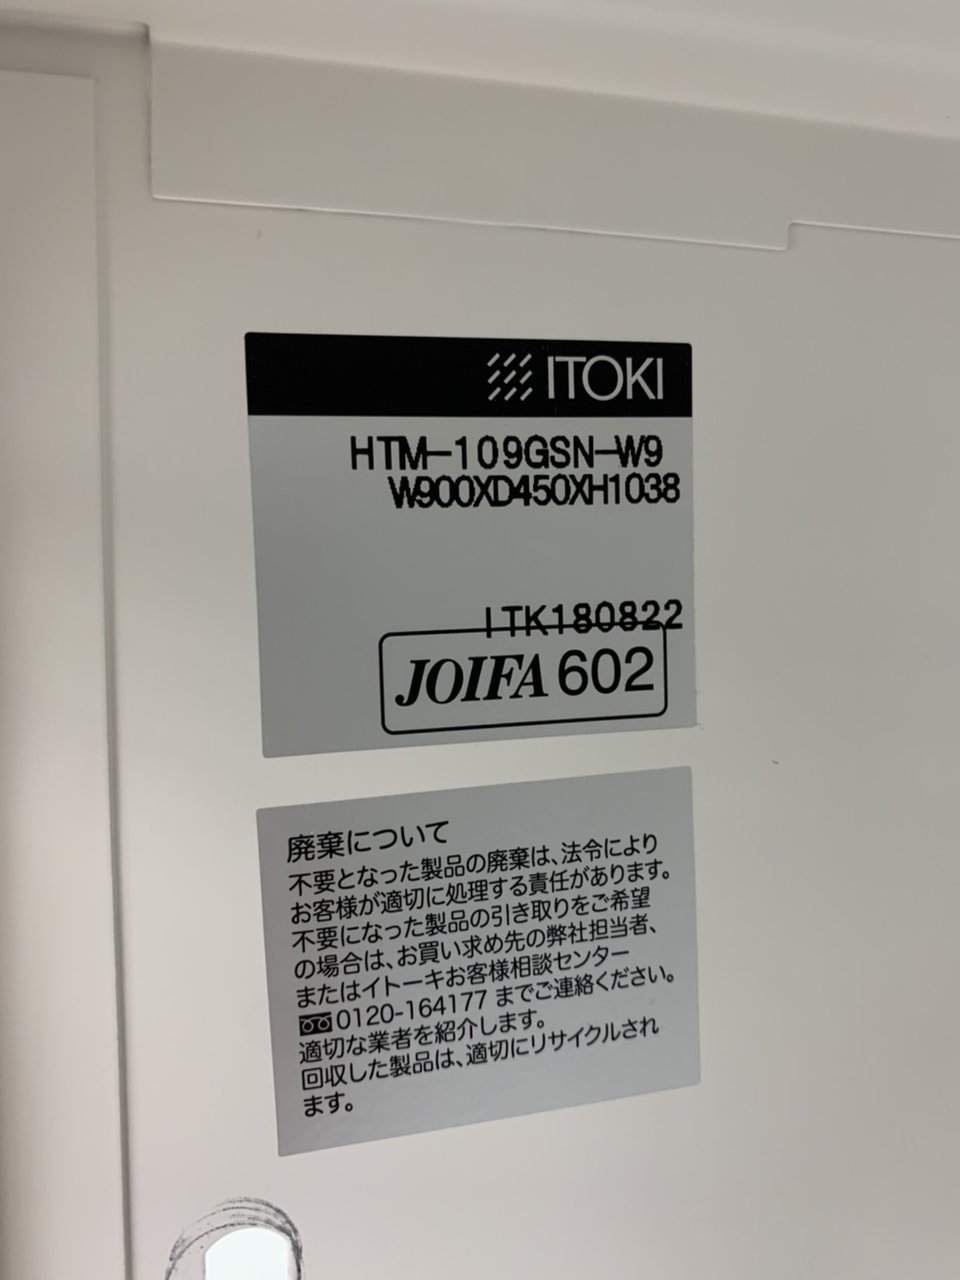 ITOKI
HTM-109GSN-W9
W900XD450XH1038
ITK180822
JOIFA 602
廃棄について
不要となった製品の廃棄は、法令により
お客様が適切に処理する責任があります。
不要になった製品の引き取りをご希望
の場合は、お買い求め先の弊社担当者、
またはイトーキお客様相談センター
0120-164177 までご連絡ください。
適切な業者を紹介します。
回収した製品は、適切にリサイクルされ
ます。